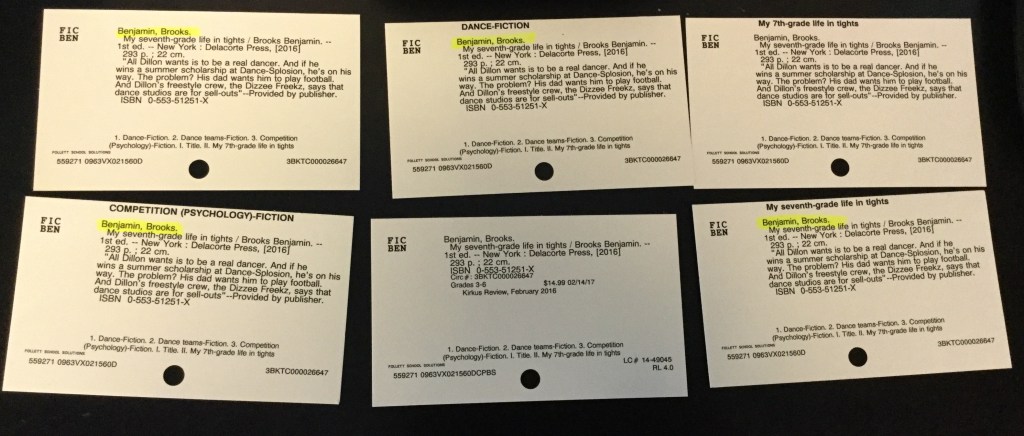 FIC
BEN
Benjamin, Brooks.
My seventh-grade life in tights / Brooks Benjamin. --
1st ed. -- New York : Delacorte Press, [2016]
293 p. ; 22 cm.
"All Dillon wants is to be a real dancer. And if he
wins a summer scholarship at Dance-Splosion, he's on his
way. The problem? His dad wants him to play football.
And Dillon's freestyle crew, the Dizzee Freekz, says that
dance studios are for sell-outs"--Provided by publisher.
ISBN 0-553-51251-X
1. Dance-Fiction. 2. Dance teams-Fiction. 3. Competition
(Psychology)-Fiction. I. Title. II. My 7th-grade life in tights
FOLLETT SCHOOL SOLUTIONS
559271 0963VX021560D
3BKTC000026647
DANCE-FICTION
FIC
BEN
Benjamin, Brooks.
My seventh-grade life in tights / Brooks Benjamin. --
1st ed. -- New York : Delacorte Press, [2016]
293 p. ; 22 cm.
"All Dillon wants is to be a real dancer. And if he
wins a summer scholarship at Dance-Splosion, he's on his
way. The problem? His dad wants him to play football.
And Dillon's freestyle crew, the Dizzee Freekz, says that
dance studios are for sell-outs"--Provided by publisher.
ISBN 0-553-51251-X
1. Dance-Fiction. 2. Dance teams-Fiction. 3. Competition
(Psychology)-Fiction. I. Title. II. My 7th-grade life in tights
FOLLETT SCHOOL SOLUTIONS
559271 0963VX021560D
3BKTC000026647
My 7th-grade life in tights
FIC
BEN
Benjamin, Brooks.
My seventh-grade life in tights / Brooks Benjamin. --
1st ed. -- New York : Delacorte Press, [2016]
293 p. ; 22 cm.
"All Dillon wants is to be a real dancer. And if he
wins a summer scholarship at Dance-Splosion, he's on his
way. The problem? His dad wants him to play football.
And Dillon's freestyle crew, the Dizzee Freekz, says that
dance studios are for sell-outs"--Provided by publisher.
ISBN 0-553-51251-X
1. Dance-Fiction. 2. Dance teams-Fiction. 3. Competition
(Psychology)-Fiction. I. Title. II. My 7th-grade life in tights
FOLLETT SCHOOL SOLUTIONS
559271 0963VX021560D
3BKTC000026647
COMPETITION (PSYCHOLOGY)-FICTION
FIC
BEN
Benjamin, Brooks.
My seventh-grade life in tights / Brooks Benjamin. --
1st ed. -- New York : Delacorte Press, [2016]
293 p. ; 22 cm.
"All Dillon wants is to be a real dancer. And if he
wins a summer scholarship at Dance-Splosion, he's on his
way. The problem? His dad wants him to play football.
And Dillon's freestyle crew, the Dizzee Freekz, says that
dance studios are for sell-outs"--Provided by publisher.
ISBN 0-553-51251-X
1. Dance-Fiction. 2. Dance teams-Fiction. 3. Competition
(Psychology)-Fiction. I. Title. II. My 7th-grade life in tights
FOLLETT SCHOOL SOLUTIONS
559271 0963VX021560D
3BKTC000026647
FIC
BEN
Benjamin, Brooks.
My seventh-grade life in tights / Brooks Benjamin. --
1st ed. -- New York : Delacorte Press, [2016]
293 p. ; 22 cm.
ISBN 0-553-51251-X
Circ #: 3BKTC000026647
Grades 3-6 $14.99 02/14/17
Kirkus Review, February 2016
1. Dance-Fiction. 2. Dance teams-Fiction. 3. Competition
(Psychology)-Fiction. I. Title. II. My 7th-grade life in tights
FOLLETT SCHOOL SOLUTIONS
LC # 14-49045
559271 0963VX021560DCPBS
RL 4.0
My seventh-grade life in tights
FIC
BEN
Benjamin, Brooks.
My seventh-grade life in tights / Brooks Benjamin. --
1st ed. -- New York : Delacorte Press, [2016]
293 p. ; 22 cm.
"All Dillon wants is to be a real dancer. And if he
wins a summer scholarship at Dance-Splosion, he's on his
way. The problem? His dad wants him to play football.
And Dillon's freestyle crew, the Dizzee Freekz, says that
dance studios are for sell-outs"--Provided by publisher.
ISBN 0-553-51251-X
1. Dance-Fiction. 2. Dance teams-Fiction. 3. Competition
(Psychology)-Fiction. I. Title. II. My 7th-grade life in tights
FOLLETT SCHOOL SOLUTIONS
559271 0963VX021560D
3BKTC000026647